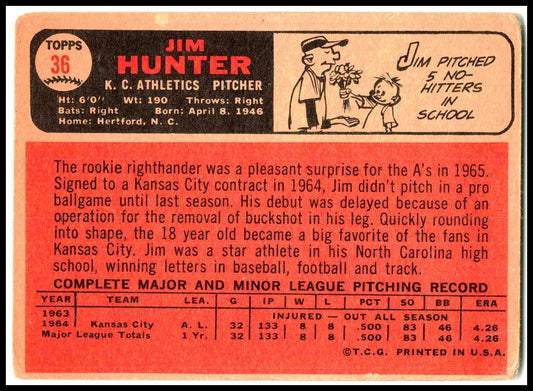 TOPPS
36
JIM
HUNTER
K. C. ATHLETICS PITCHER
Ht: 6'0" Wt: 190 Throws: Right
Bats: Right Born: April 8, 1946
Home: Hertford, N. C.
JIM PITCHED
5 NO-
HITTERS
IN
SCHOOL
The rookie righthander was a pleasant surprise for the A's in 1965.
Signed to a Kansas City contract in 1964, Jim didn't pitch in a pro
ballgame until last season. His debut was delayed because of an
operation for the removal of buckshot in his leg. Quickly rounding
into shape, the 18 year old became a big favorite of the fans in
Kansas City. Jim was a star athlete in his North Carolina high
school, winning letters in baseball, football and track.
COMPLETE MAJOR AND MINOR LEAGUE PITCHING RECORD
YEAR TEAM LEA. G IP W L PCT SO BB ERA
1963 INJURED — OUT ALL SEASON
1964 Kansas City A. L. 32 133 8 8 .500 83 46 4.26
Major League Totals 1 Yr. 32 133 8 8 .500 83 46 4.26
©T.C.G. PRINTED IN U.S.A.